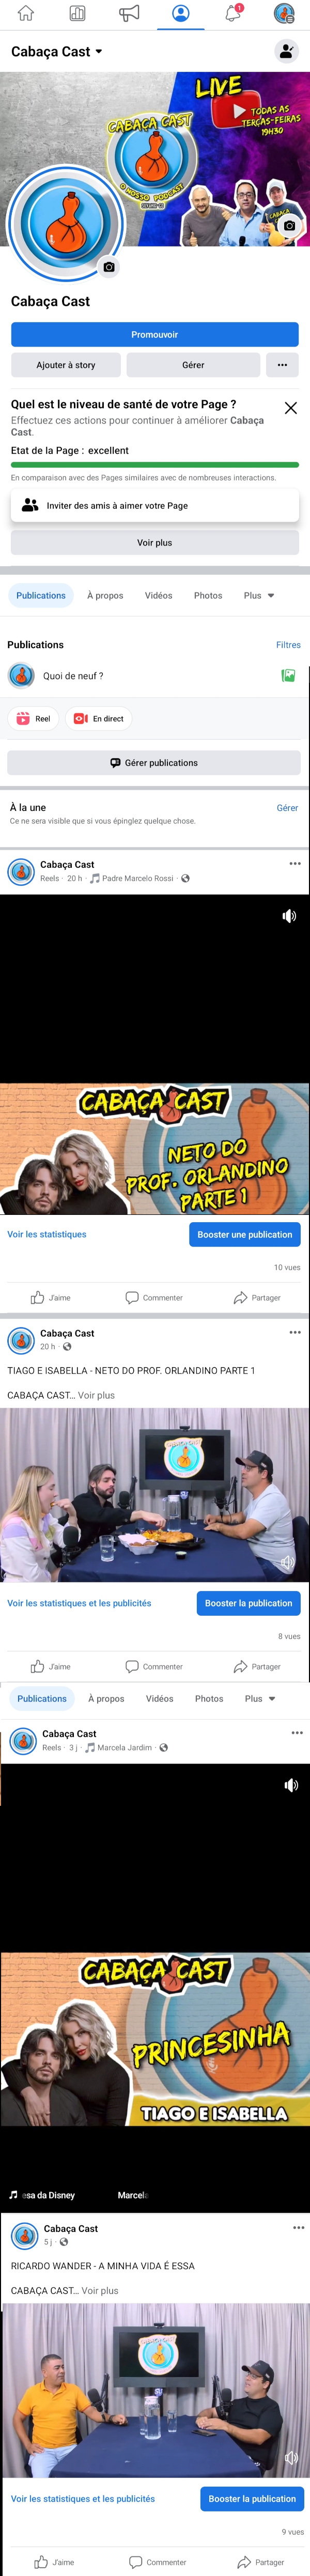 1
Cabaça Cast
LIVE
TODAS AS
TERÇAS-FEIRAS
19H30
CABAÇA CAST
O NOSSO PODCAST
CABAÇA
Cabaça Cast
Promouvoir
Ajouter à story
Gérer
Quel est le niveau de santé de votre Page ?
Effectuez ces actions pour continuer à améliorer Cabaça
Cast.
Etat de la Page : excellent
En comparaison avec des Pages similaires avec de nombreuses interactions.
Inviter des amis à aimer votre Page
Voir plus
Publications
À propos
Vidéos
Photos
Plus
Publications
Filtres
Quoi de neuf ?
Reel
En direct
Gérer publications
À la une
Gérer
Ce ne sera visible que si vous épinglez quelque chose.
Cabaça Cast
Reels · 20 h · Padre Marcelo Rossi ·
CABAÇA CAST
NETO DO
PROF. ORLANDINO
PARTE 1
Voir les statistiques
Booster une publication
10 vues
J'aime
Commenter
Partager
Cabaça Cast
20 h ·
TIAGO E ISABELLA - NETO DO PROF. ORLANDINO PARTE 1
CABAÇA CAST... Voir plus
Voir les statistiques et les publicités
Booster la publication
8 vues
J'aime
Commenter
Partager
Publications
À propos
Vidéos
Photos
Plus
Cabaça Cast
Reels · 3 j · Marcela Jardim ·
CABAÇA CAST
PRINCESINHA
TIAGO E ISABELLA
esa da Disney
Marcela
Cabaça Cast
5 j ·
RICARDO WANDER - A MINHA VIDA É ESSA
CABAÇA CAST... Voir plus
Voir les statistiques et les publicités
Booster la publication
9 vues
J'aime
Commenter
Partager